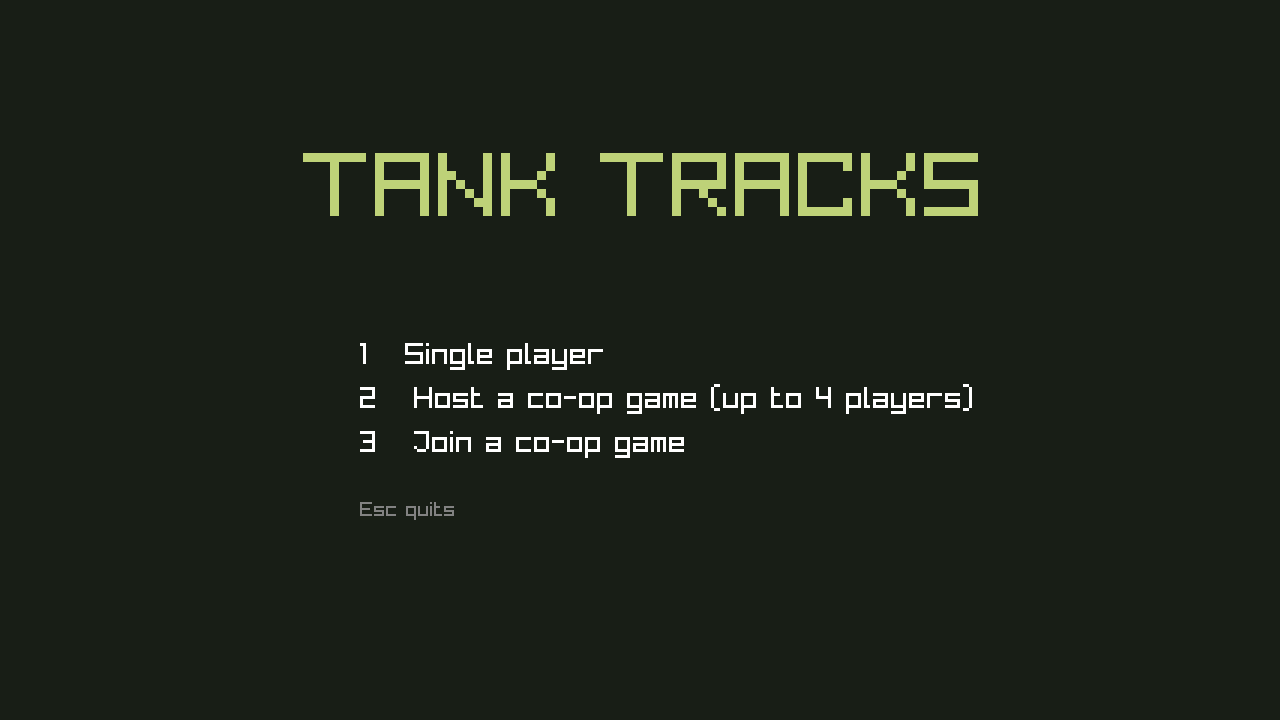 TANK TRACKS
1 Single player
2 Host a co-op game (up to 4 players)
3 Join a co-op game
Esc quits